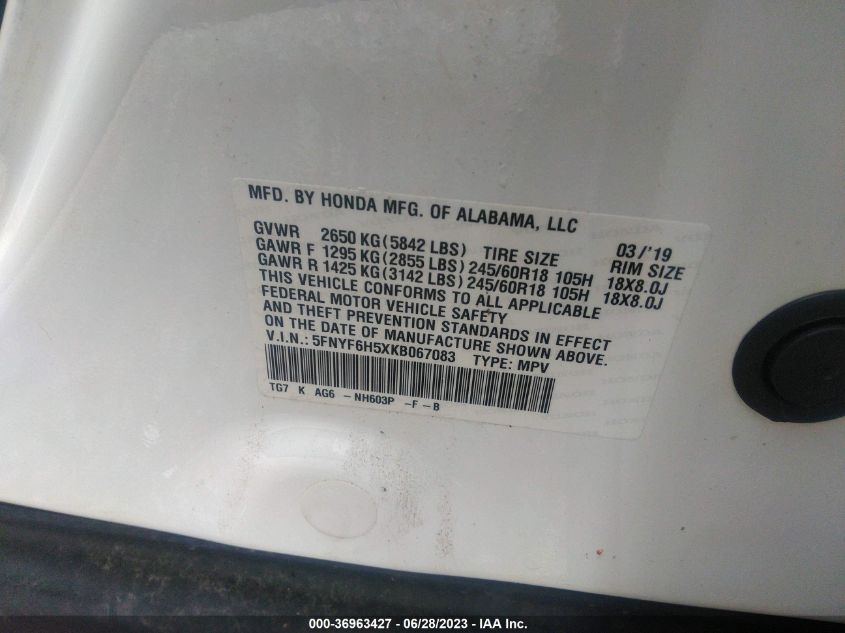 MFD. BY HONDA MFG. OF ALABAMA, LLC
GVWR 2650 KG(5842 LBS) TIRE SIZE 03/'19 RIM SIZE
GAWR F 1295 KG(2855 LBS)245/60R18 105H 18X8.0J
GAWR R 1425 KG(3142 LBS)245/60R18 105H 18X8.0J
THIS VEHICLE CONFORMS TO ALL APPLICABLE
FEDERAL MOTOR VEHICLE SAFETY
AND THEFT PREVENTION STANDARDS IN EFFECT
ON THE DATE OF MANUFACTURE SHOWN ABOVE.
V.I.N.: 5FNYF6H5XKB067083 TYPE: MPV
TG7 K AG6 -NH603P -F-B
000-36963427 - 06/28/2023 - IAA Inc.